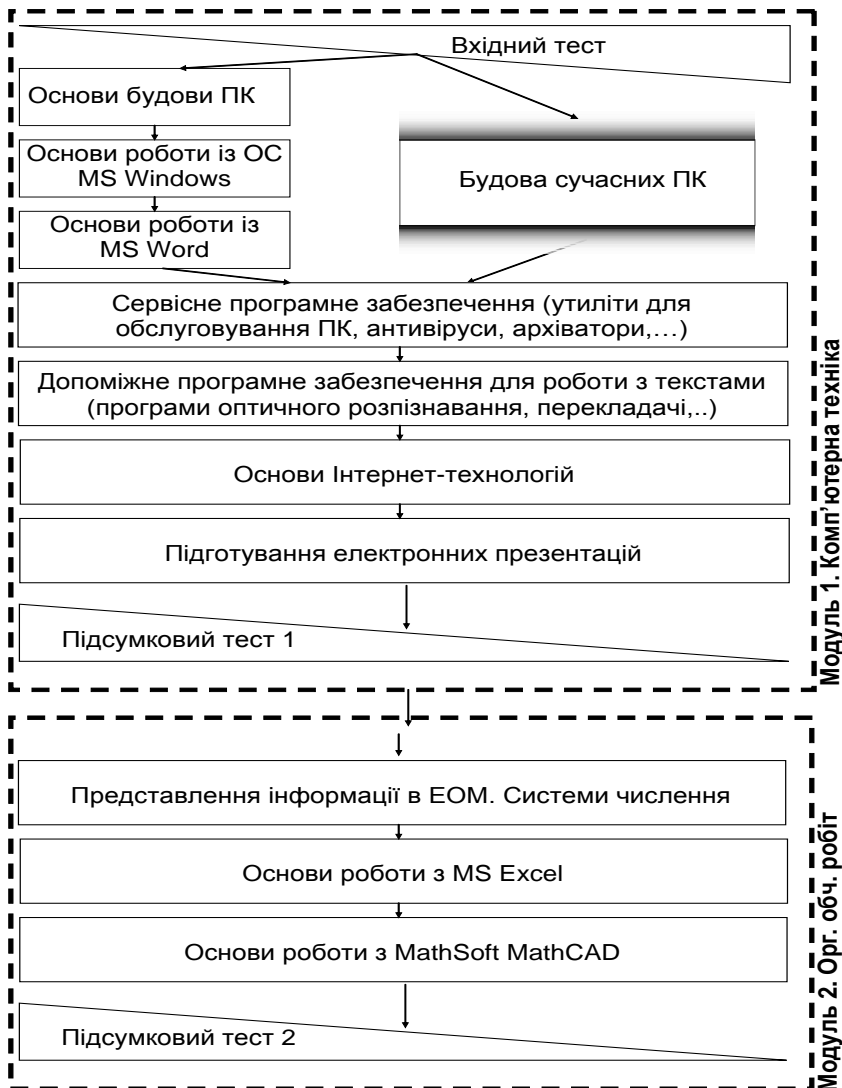 Вхідний тест
Основи будови ПК
Основи роботи із ОС
MS Windows
Основи роботи із
MS Word
Будова сучасних ПК
Сервісне програмне забезпечення (утиліти для
обслуговування ПК, антивіруси, архіватори,…)
Допоміжне програмне забезпечення для роботи з текстами
(програми оптичного розпізнавання, перекладачі,..)
Основи Інтернет-технологій
Підготування електронних презентацій
Підсумковий тест 1
Модуль 1. Комп’ютерна техніка
Представлення інформації в ЕОМ. Системи числення
Основи роботи з MS Excel
Основи роботи з MathSoft MathCAD
Підсумковий тест 2
Модуль 2. Орг. обч. робіт